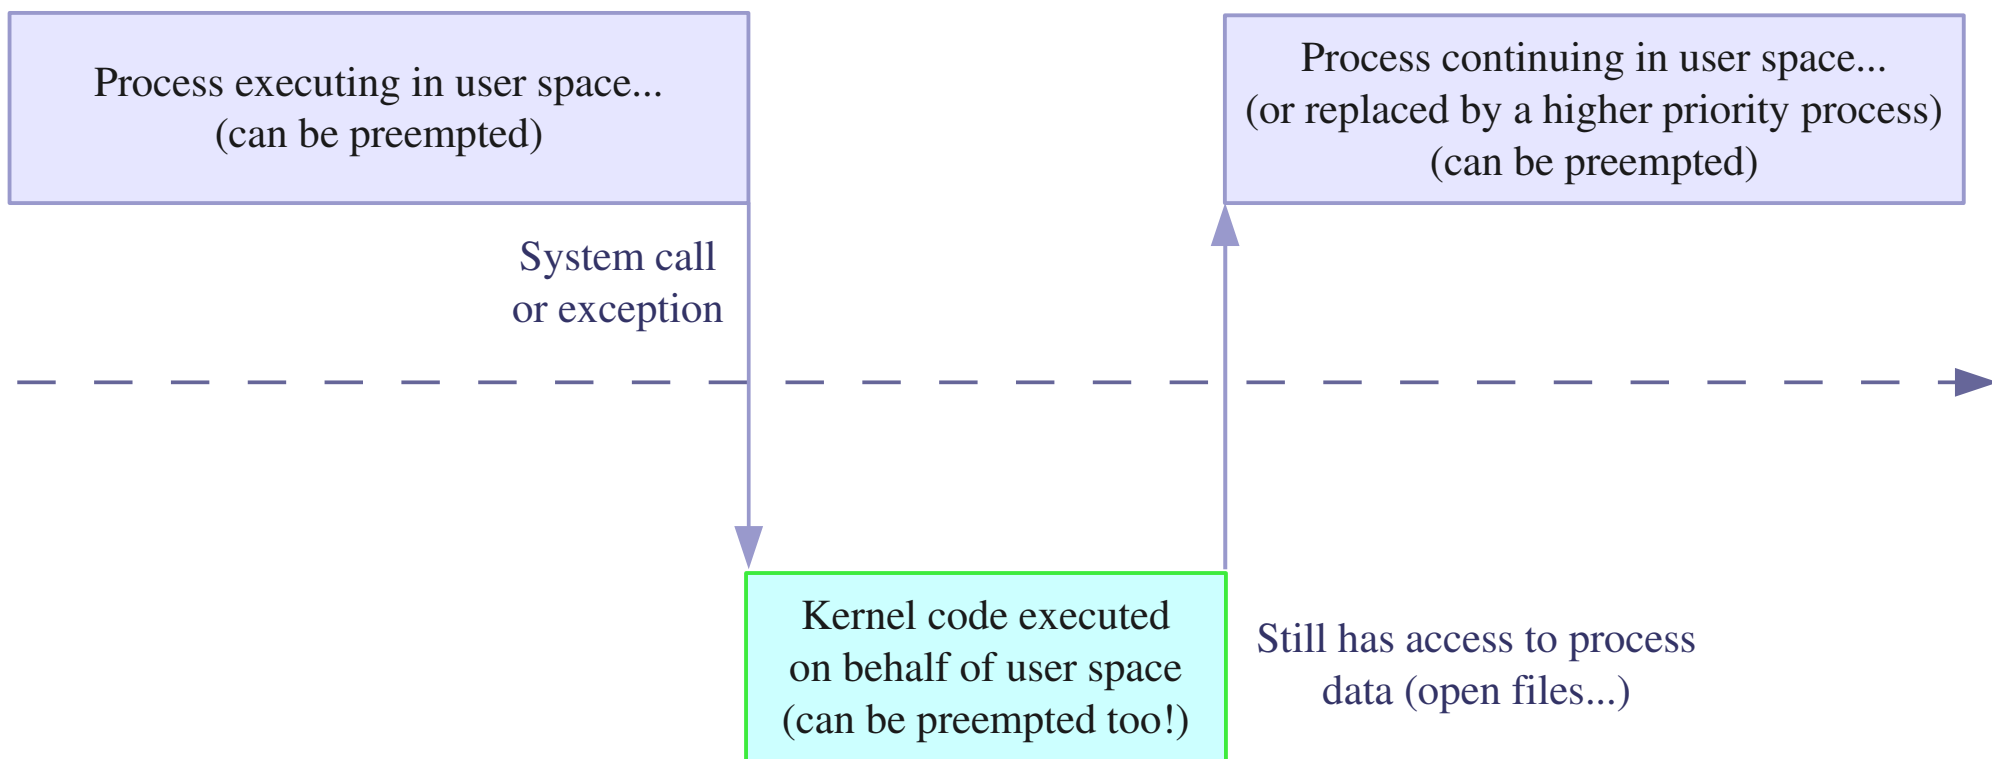 Process executing in user space...
(can be preempted)
Process continuing in user space...
(or replaced by a higher priority process)
(can be preempted)
System call
or exception
Kernel code executed
on behalf of user space
(can be preempted too!)
Still has access to process
data (open files...)